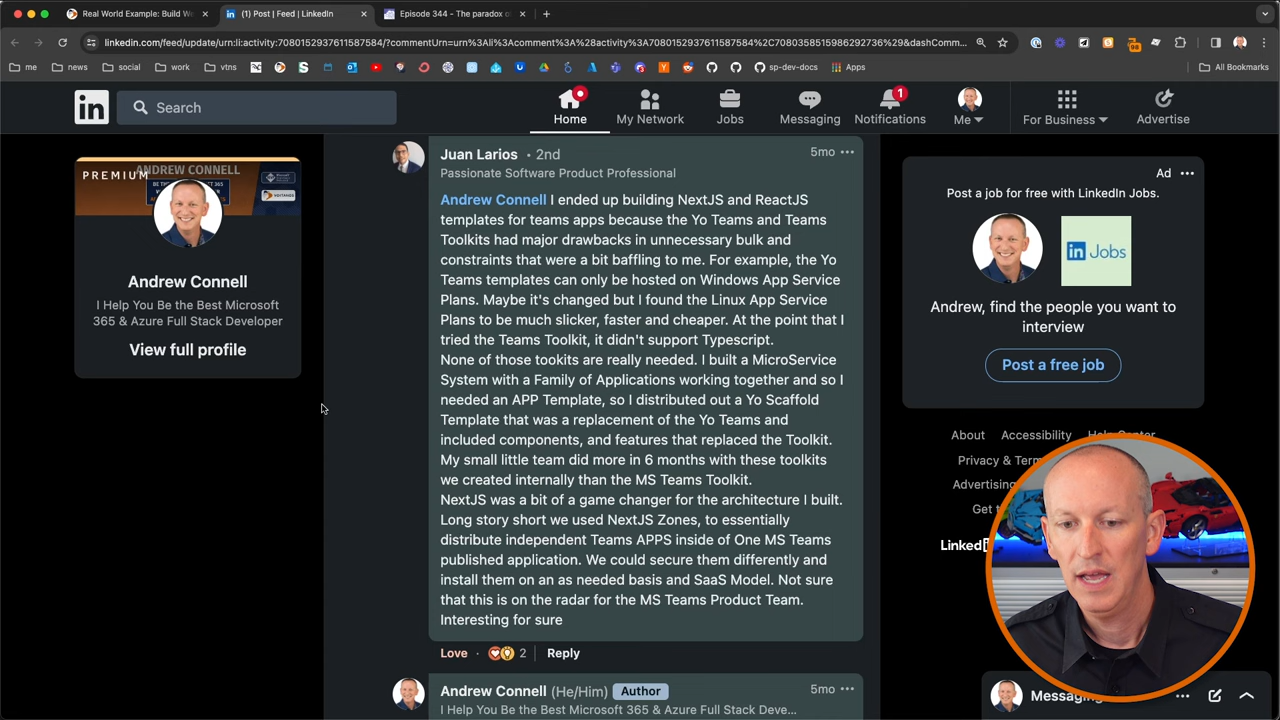 Real World Example: Build We
(1) Post | Feed | LinkedIn
Episode 344 - The paradox o
linkedin.com/feed/update/urn:li:activity:7080152937611587584/?commentUrn=urn%3Ali%3Acomment%3A%28activity%3A7080152937611587584%2C7080358515986292736%29&dashComm...
me
news
social
work
vtns
sp-dev-docs
Apps
All Bookmarks
in
Search
Home
My Network
Jobs
Messaging
1
Notifications
Me
For Business
Advertise
PREMIUM
ANDREW CONNELL
Andrew Connell
I Help You Be the Best Microsoft
365 & Azure Full Stack Developer
View full profile
Juan Larios • 2nd
5mo
Passionate Software Product Professional
Andrew Connell I ended up building NextJS and ReactJS
templates for teams apps because the Yo Teams and Teams
Toolkits had major drawbacks in unnecessary bulk and
constraints that were a bit baffling to me. For example, the Yo
Teams templates can only be hosted on Windows App Service
Plans. Maybe it's changed but I found the Linux App Service
Plans to be much slicker, faster and cheaper. At the point that I
tried the Teams Toolkit, it didn't support Typescript.
None of those tookits are really needed. I built a MicroService
System with a Family of Applications working together and so I
needed an APP Template, so I distributed out a Yo Scaffold
Template that was a replacement of the Yo Teams and
included components, and features that replaced the Toolkit.
My small little team did more in 6 months with these toolkits
we created internally than the MS Teams Toolkit.
NextJS was a bit of a game changer for the architecture I built.
Long story short we used NextJS Zones, to essentially
distribute independent Teams APPS inside of One MS Teams
published application. We could secure them differently and
install them on an as needed basis and SaaS Model. Not sure
that this is on the radar for the MS Teams Product Team.
Interesting for sure
Love · 2 | Reply
Andrew Connell (He/Him) Author
5mo
I Help You Be the Best Microsoft 365 & Azure Full Stack Deve...
Ad
Post a job for free with LinkedIn Jobs.
in Jobs
Andrew, find the people you want to
interview
Post a free job
About Accessibility Help Center
Privacy & Term
Advertising
Get t
Linked
Messaging